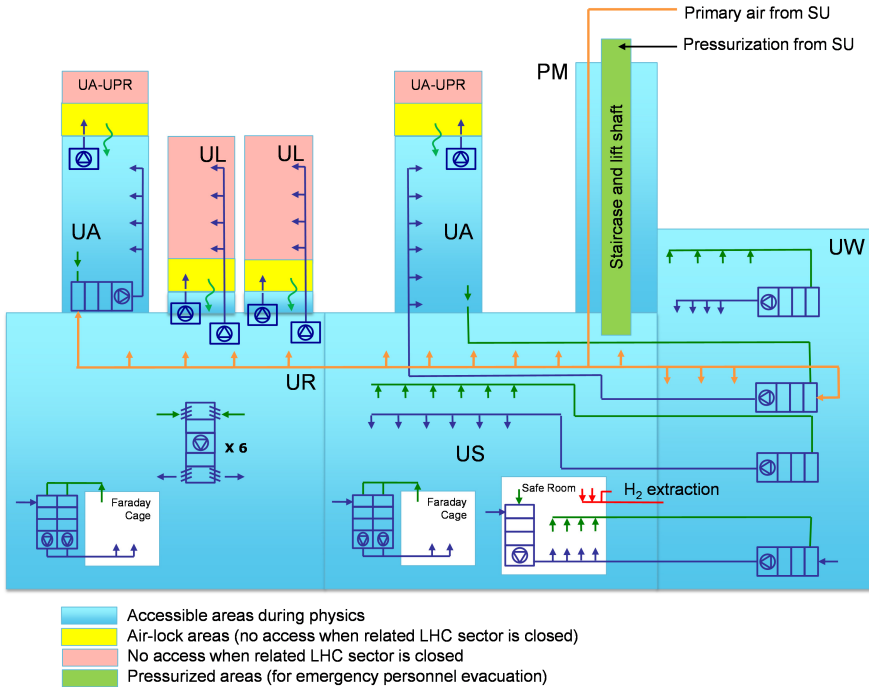 Primary air from SU
Pressurization from SU
PM
UA-UPR
UA-UPR
Staircase and lift shaft
UL
UL
UA
UA
UW
UR
X 6
US
Safe Room
H2 extraction
Faraday
Cage
Faraday
Cage
Accessible areas during physics
Air-lock areas (no access when related LHC sector is closed)
No access when related LHC sector is closed
Pressurized areas (for emergency personnel evacuation)